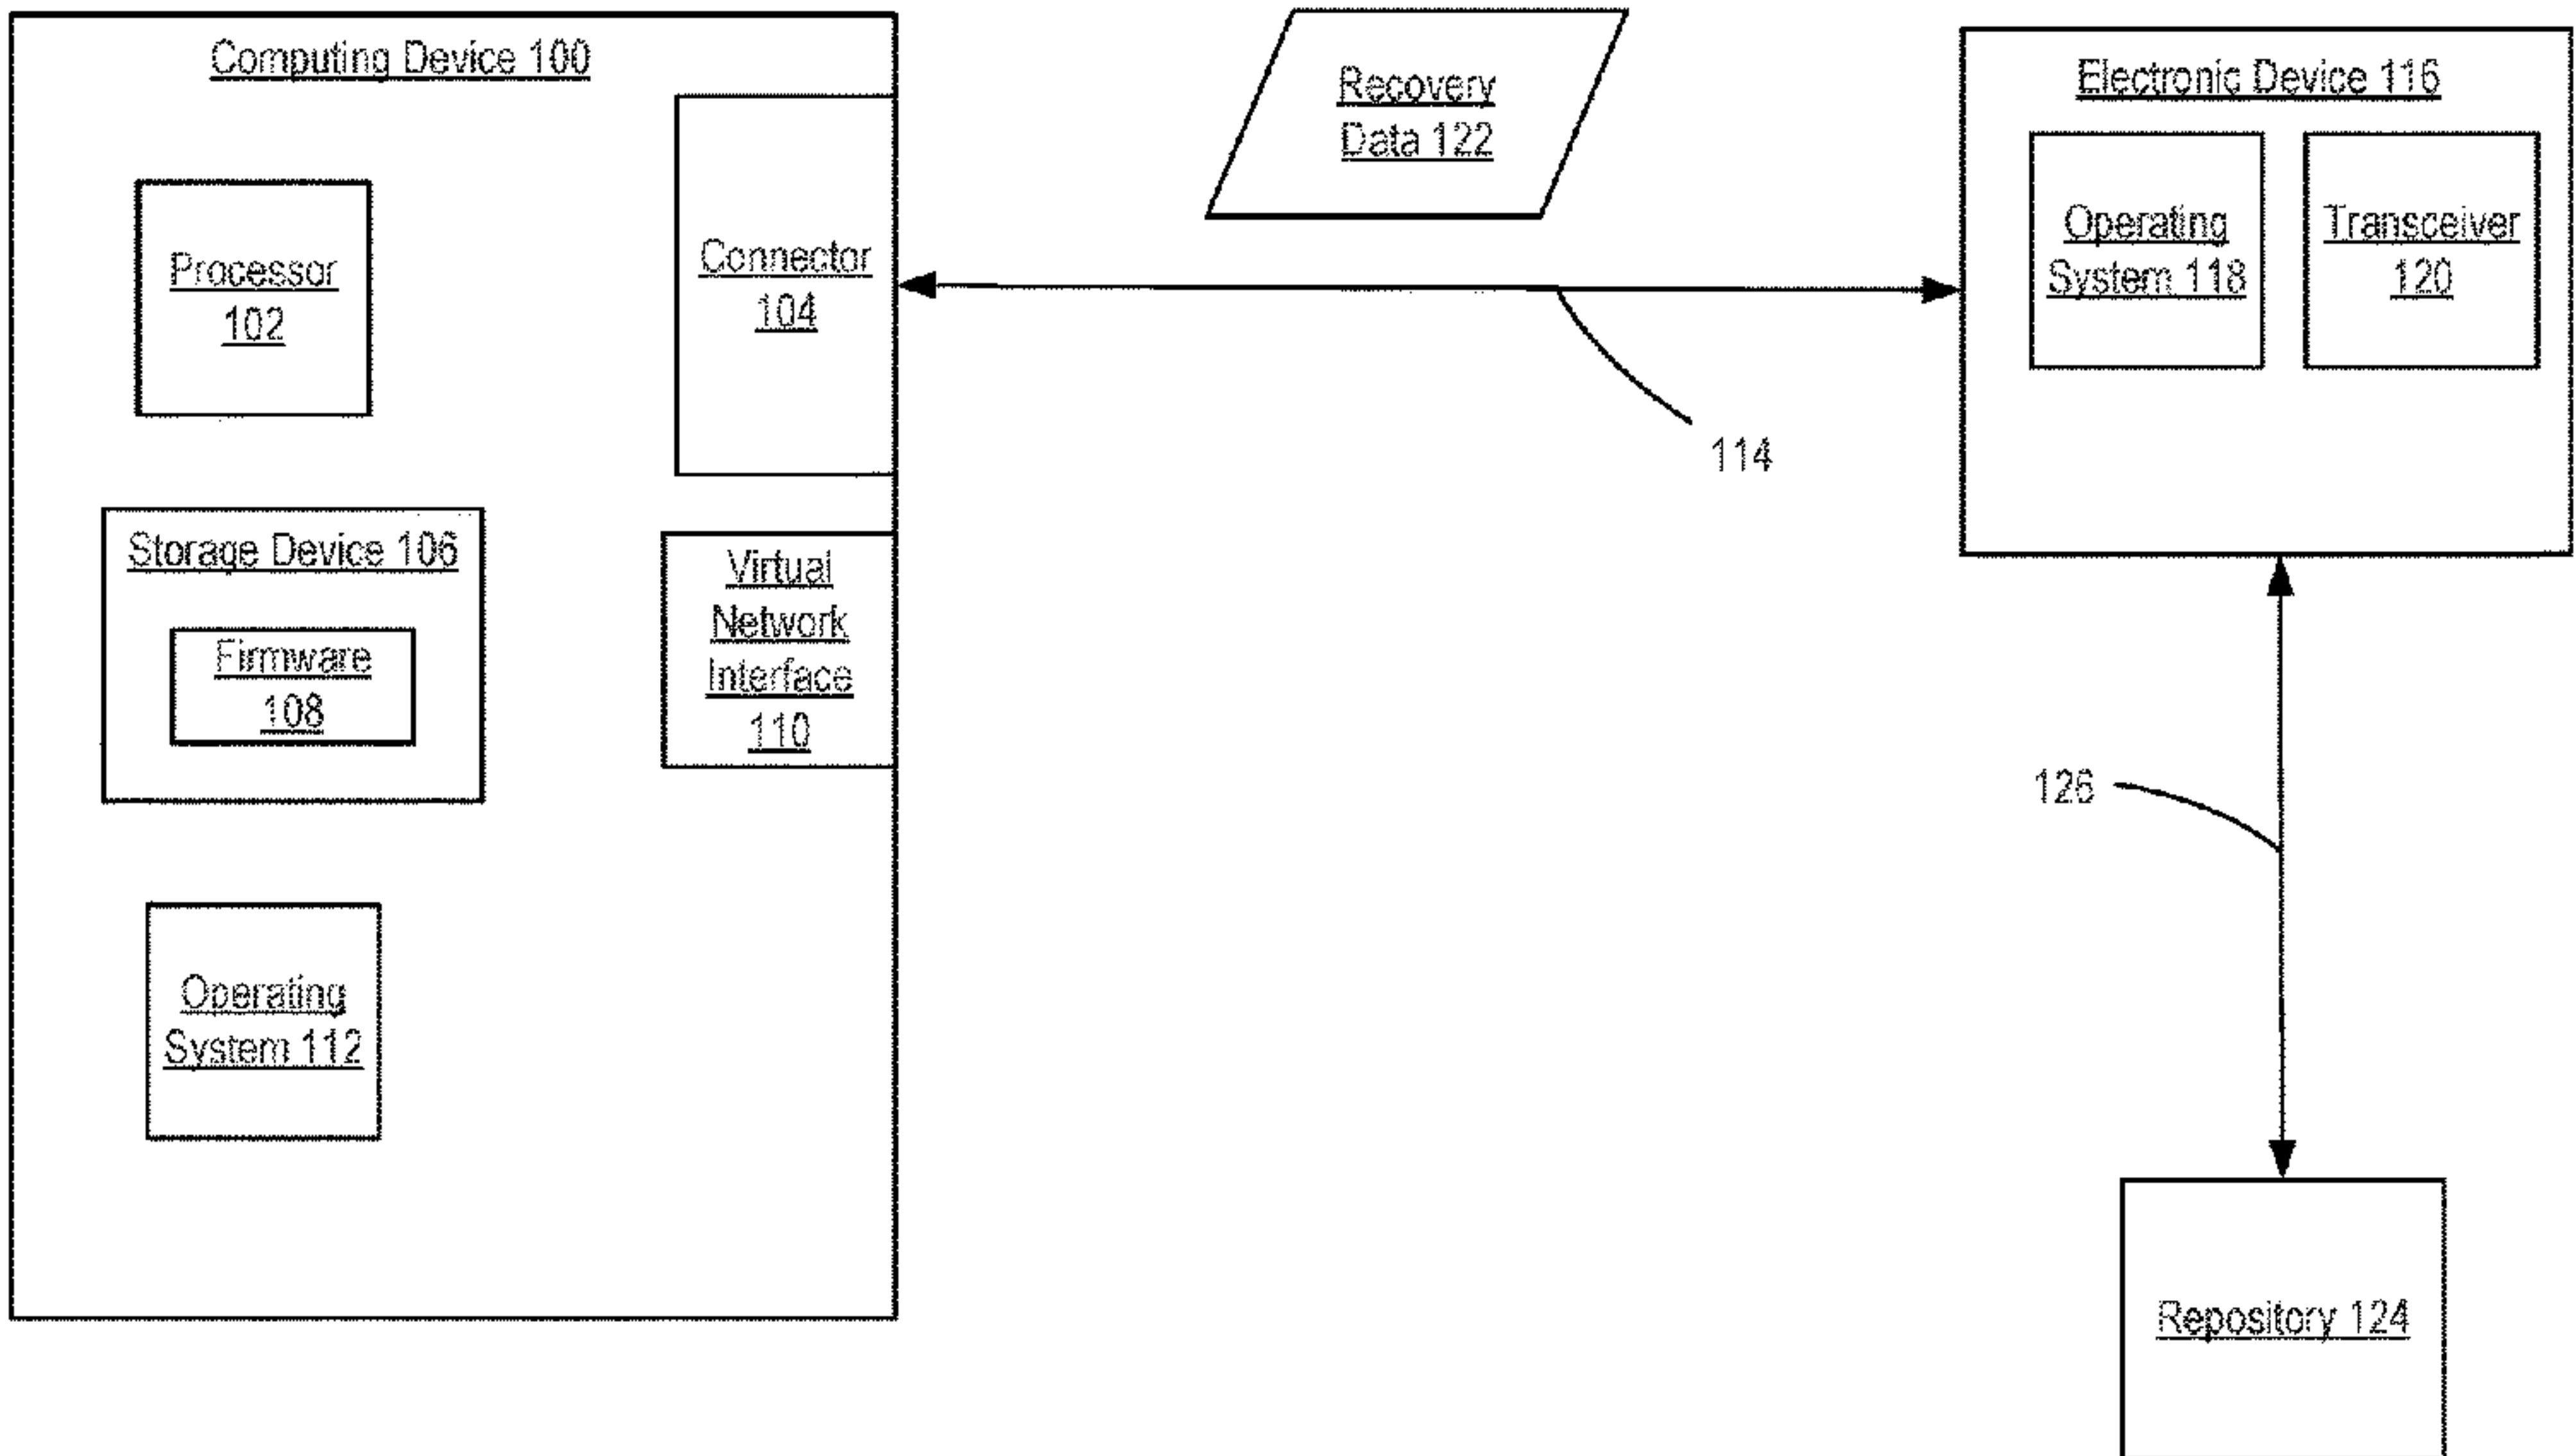 Computing Device 100
Processor
102
Connector
104
Storage Device 106
Firmware
108
Virtual
Network
Interface
110
Operating
System 112
Recovery
Data 122
114
Electronic Device 116
Operating
System 118
Transceiver
120
126
Repository 124